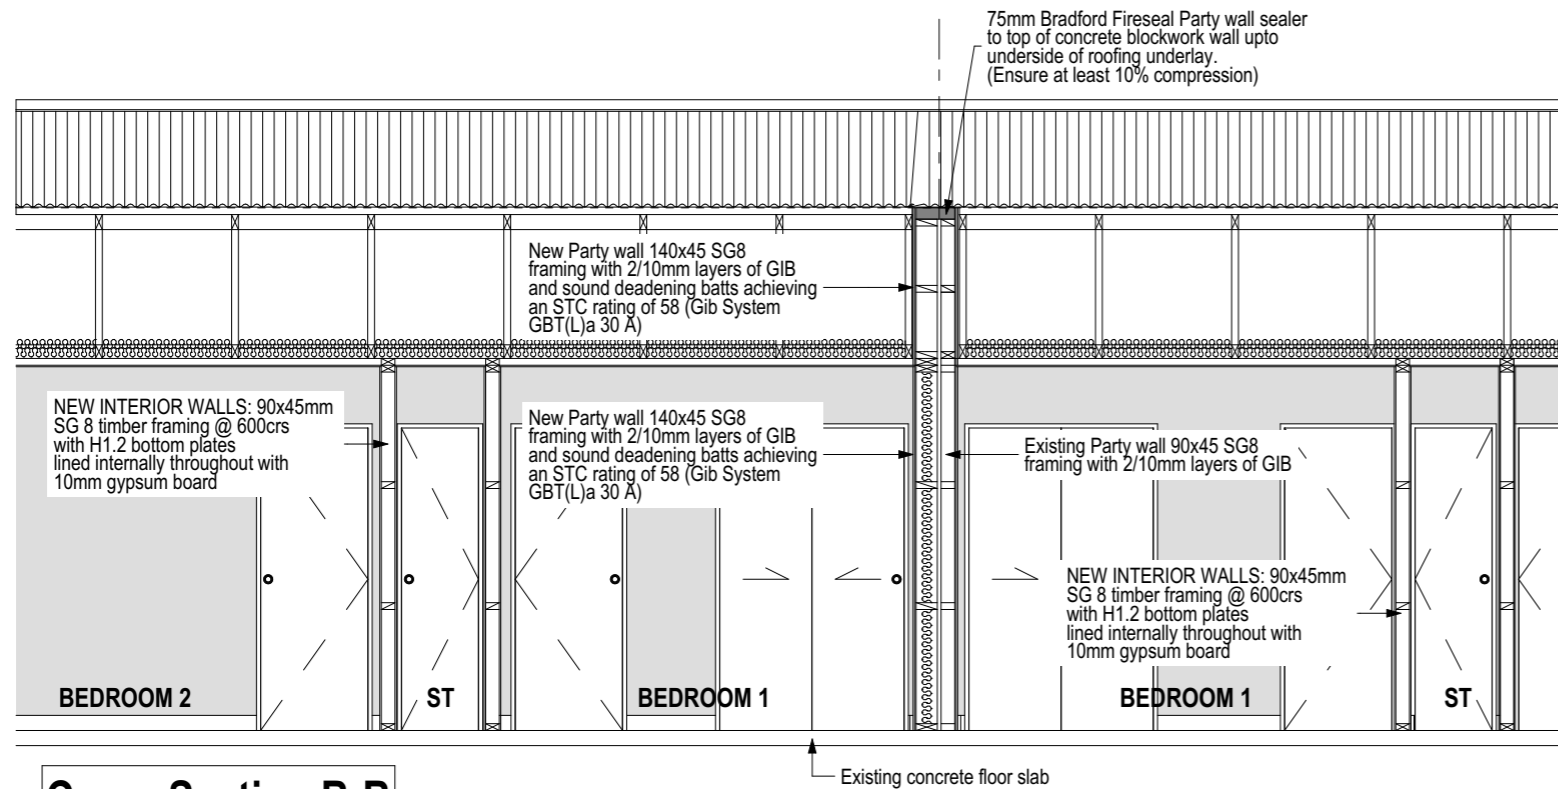 75mm Bradford Fireseal Party wall sealer
to top of concrete blockwork wall upto
underside of roofing underlay.
(Ensure at least 10% compression)
New Party wall 140x45 SG8
framing with 2/10mm layers of GIB
and sound deadening batts achieving
an STC rating of 58 (Gib System
GBT(L)a 30 A)
NEW INTERIOR WALLS: 90x45mm
SG 8 timber framing @ 600crs
with H1.2 bottom plates
lined internally throughout with
10mm gypsum board
New Party wall 140x45 SG8
framing with 2/10mm layers of GIB
and sound deadening batts achieving
an STC rating of 58 (Gib System
GBT(L)a 30 A)
Existing Party wall 90x45 SG8
framing with 2/10mm layers of GIB
NEW INTERIOR WALLS: 90x45mm
SG 8 timber framing @ 600crs
with H1.2 bottom plates
lined internally throughout with
10mm gypsum board
BEDROOM 2
ST
BEDROOM 1
BEDROOM 1
ST
Existing concrete floor slab